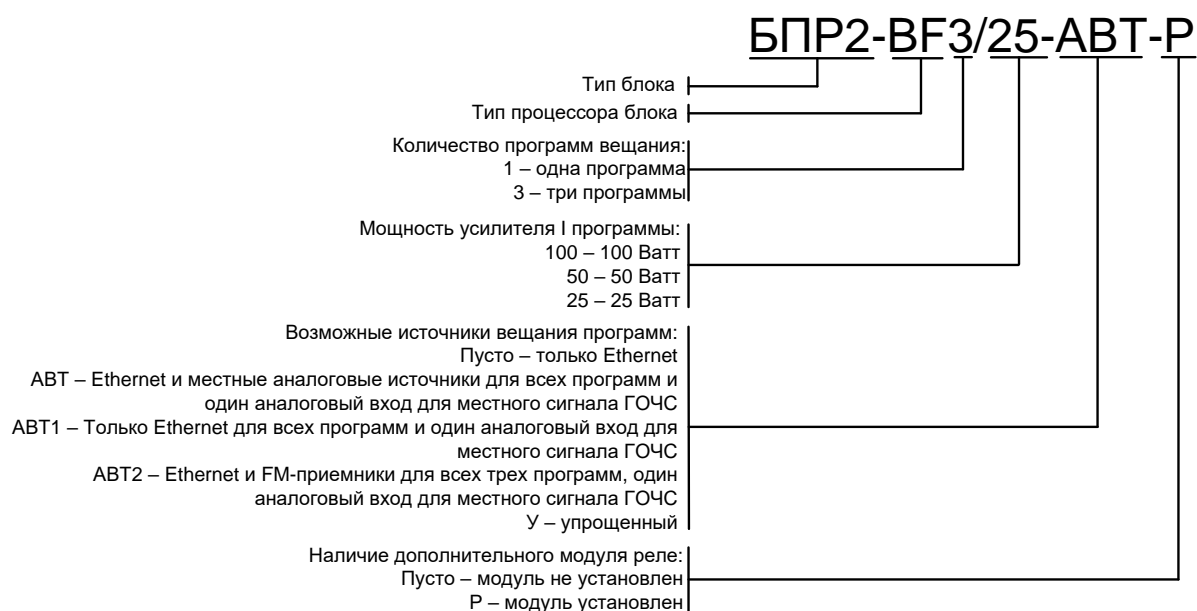 БПР2-BF3/25-АВТ-Р
Тип блока
Тип процессора блока
Количество программ вещания:
1 – одна программа
3 – три программы
Мощность усилителя I программы:
100 – 100 Ватт
50 – 50 Ватт
25 – 25 Ватт
Возможные источники вещания программ:
Пусто – только Ethernet
АВТ – Ethernet и местные аналоговые источники для всех программ и
один аналоговый вход для местного сигнала ГОЧС
АВТ1 – Только Ethernet для всех программ и один аналоговый вход для
местного сигнала ГОЧС
АВТ2 – Ethernet и FM-приемники для всех трех программ, один
аналоговый вход для местного сигнала ГОЧС
У – упрощенный
Наличие дополнительного модуля реле:
Пусто – модуль не установлен
Р – модуль установлен